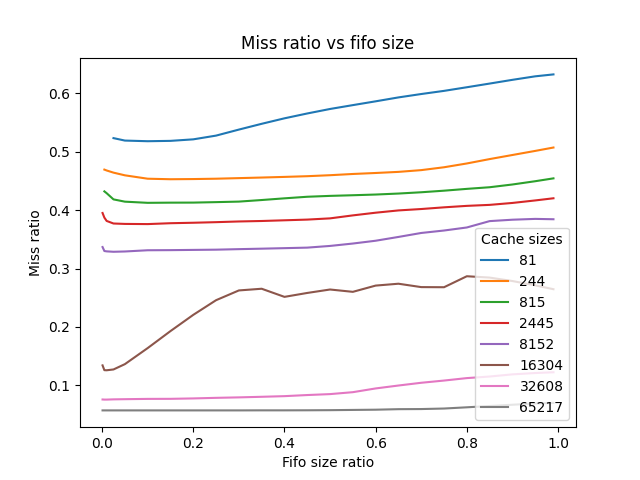 Miss ratio vs fifo size
Miss ratio
0.6
0.5
0.4
0.3
0.2
0.1
Cache sizes
81
244
815
2445
8152
16304
32608
65217
0.0 0.2 0.4 0.6 0.8 1.0
Fifo size ratio